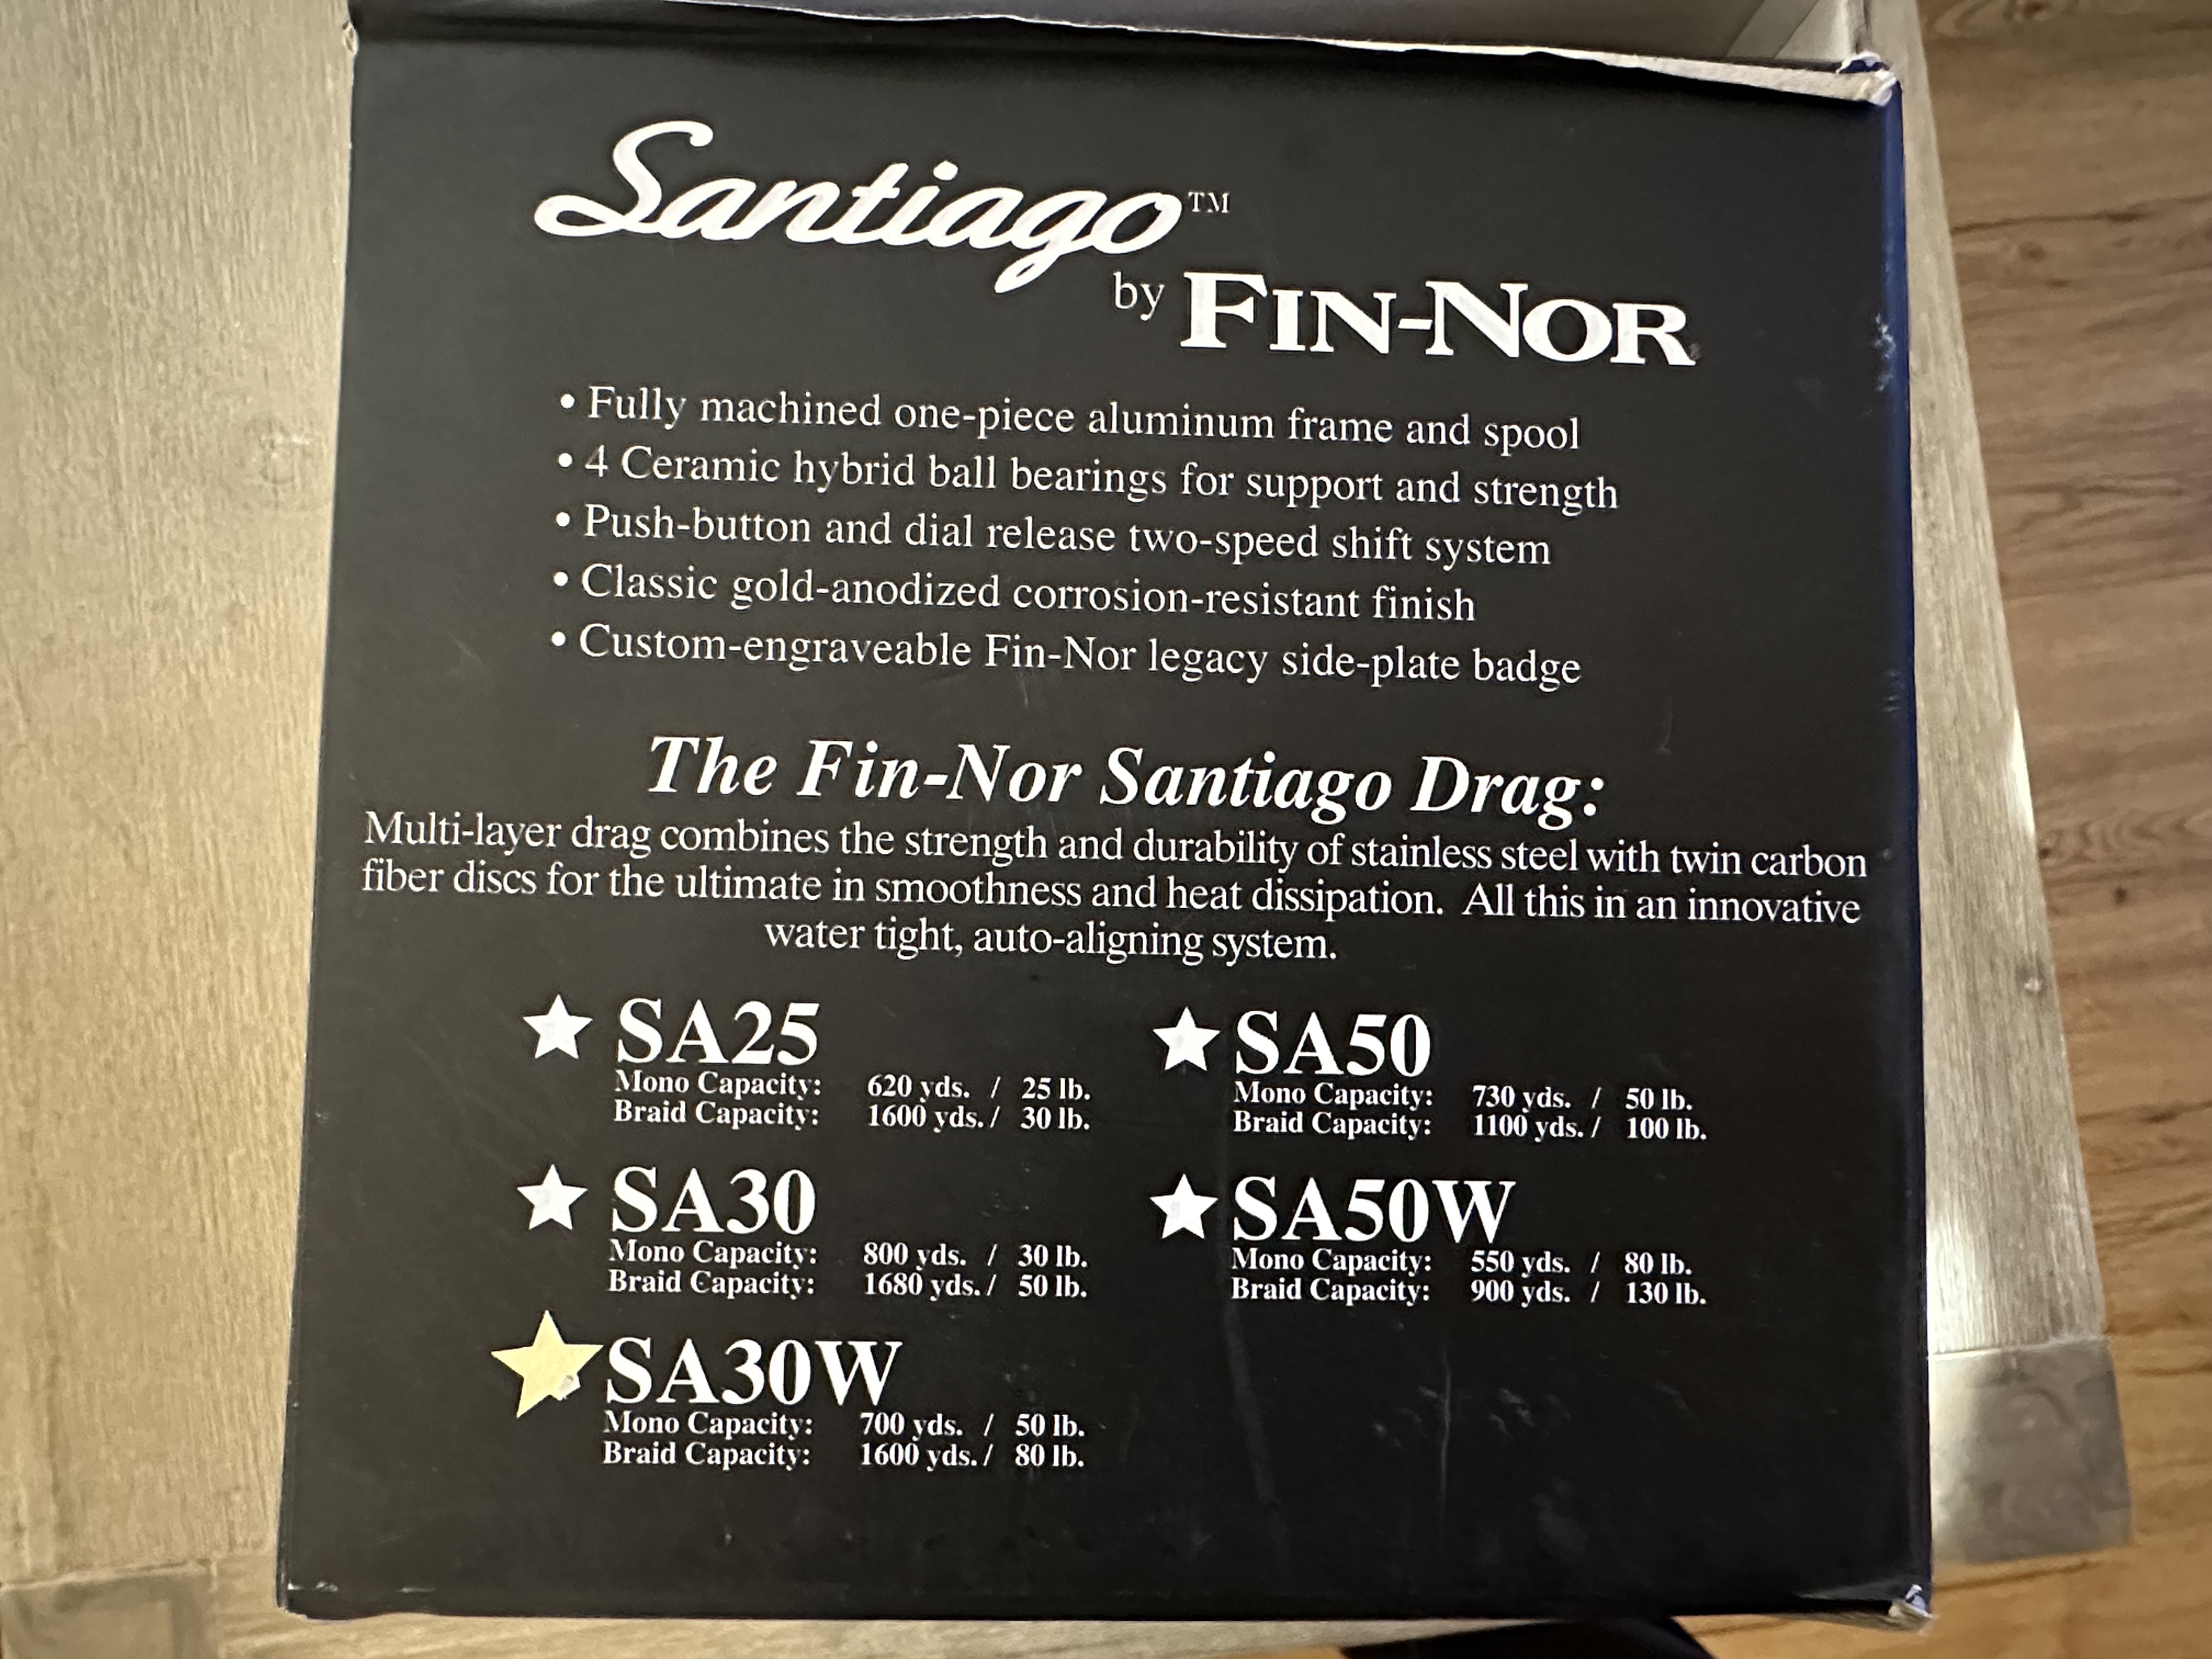 Santiago™
by FIN-NOR
• Fully machined one-piece aluminum frame and spool
• 4 Ceramic hybrid ball bearings for support and strength
• Push-button and dial release two-speed shift system
• Classic gold-anodized corrosion-resistant finish
• Custom-engraveable Fin-Nor legacy side-plate badge
The Fin-Nor Santiago Drag:
Multi-layer drag combines the strength and durability of stainless steel with twin carbon
fiber discs for the ultimate in smoothness and heat dissipation. All this in an innovative
water tight, auto-aligning system.
SA25
Mono Capacity: 620 yds. / 25 lb.
Braid Capacity: 1600 yds. / 30 lb.
SA30
Mono Capacity: 800 yds. / 30 lb.
Braid Capacity: 1680 yds. / 50 lb.
SA30W
Mono Capacity: 700 yds. / 50 lb.
Braid Capacity: 1600 yds. / 80 lb.
SA50
Mono Capacity: 730 yds. / 50 lb.
Braid Capacity: 1100 yds. / 100 lb.
SA50W
Mono Capacity: 550 yds. / 80 lb.
Braid Capacity: 900 yds. / 130 lb.